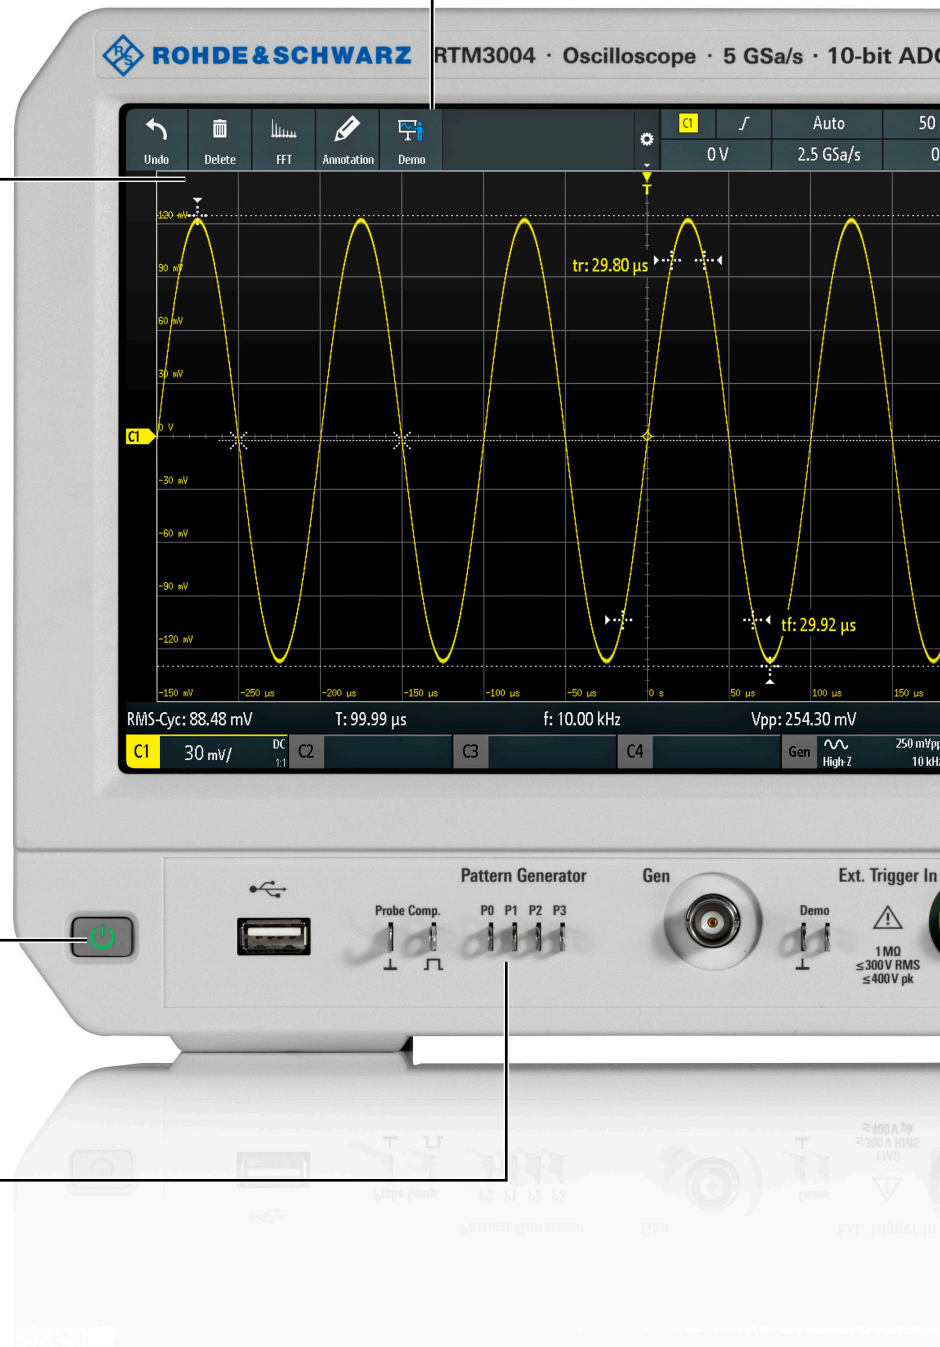 ROHDE&SCHWARZ RTM3004 · Oscilloscope · 5 GSa/s · 10-bit ADC
Undo Delete FFT Annotation Demo
C1 Auto 50
0 V 2.5 GSa/s 0
T
120 mV
90 mV
tr: 29.80 µs
60 mV
30 mV
C1 0 V
-30 mV
-60 mV
-90 mV
tf: 29.92 µs
-120 mV
-150 mV -250 µs -200 µs -150 µs -100 µs -50 µs 0 s 50 µs 100 µs 150 µs
RMS-Cyc: 88.48 mV T: 99.99 µs f: 10.00 kHz Vpp: 254.30 mV
C1 30 mV/ DC 1:1 C2 C3 C4 Gen High-Z 250 mVpp 10 kHz
Pattern Generator Gen Ext. Trigger In
Probe Comp. P0 P1 P2 P3 Demo
1 MΩ
≤300 V RMS
≤400 V pk